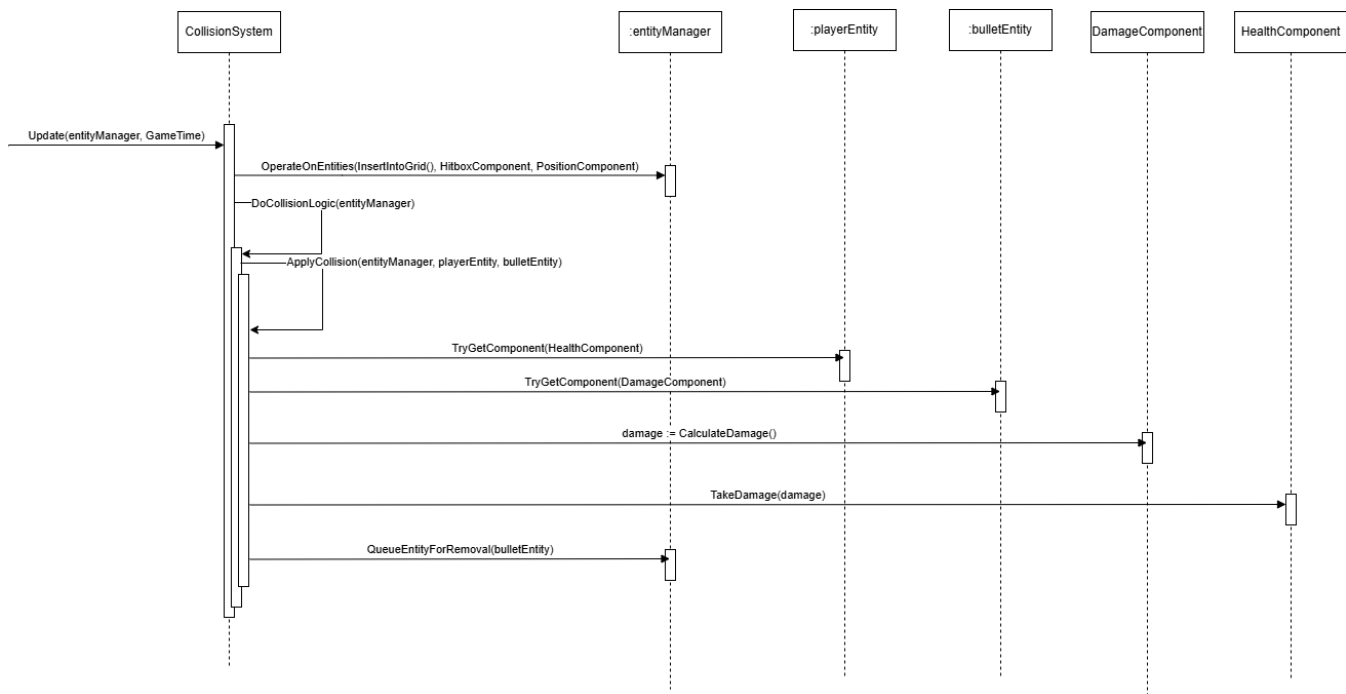 CollisionSystem
:entityManager
:playerEntity
:bulletEntity
DamageComponent
HealthComponent
Update(entityManager, GameTime)
OperateOnEntities(InsertIntoGrid(), HitboxComponent, PositionComponent)
DoCollisionLogic(entityManager)
ApplyCollision(entityManager, playerEntity, bulletEntity)
TryGetComponent(HealthComponent)
TryGetComponent(DamageComponent)
damage := CalculateDamage()
TakeDamage(damage)
QueueEntityForRemoval(bulletEntity)